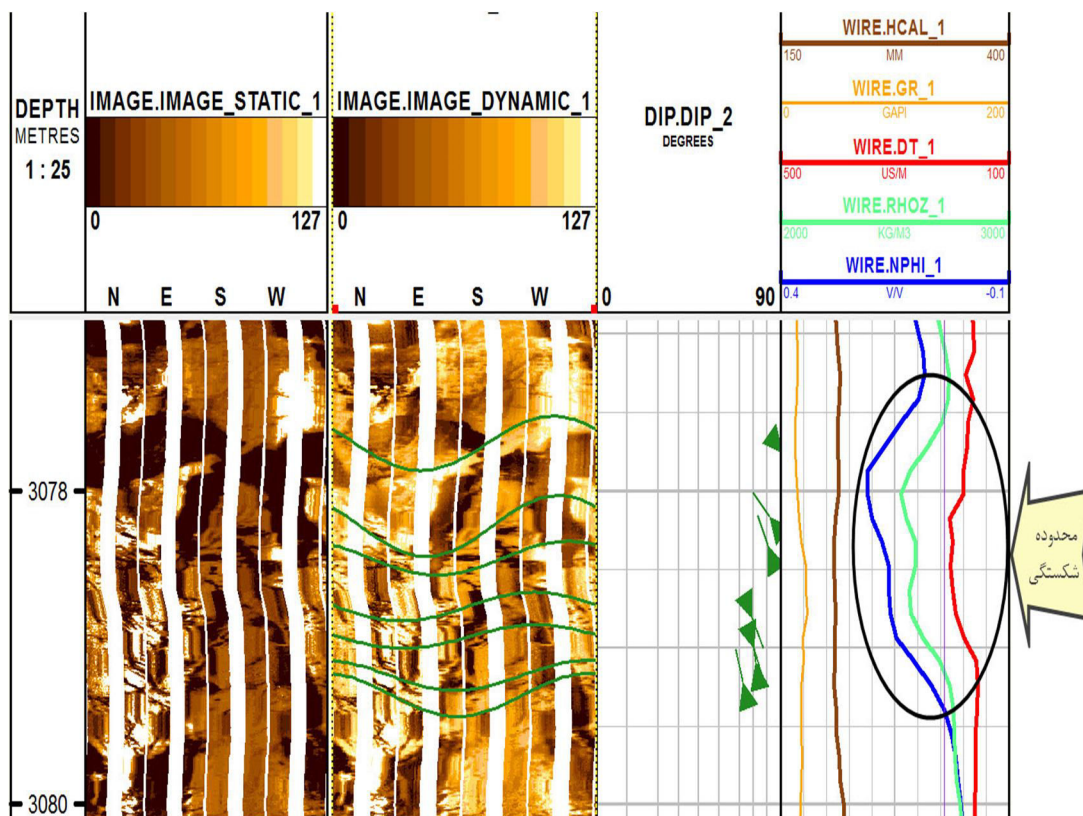 DEPTH
METRES
1 : 25
IMAGE.IMAGE_STATIC_1
0 127
N E S W
IMAGE.IMAGE_DYNAMIC_1
0 127
N E S W
DIP.DIP_2
DEGREES
0 90
WIRE.HCAL_1
150 MM 400
WIRE.GR_1
0 GAPI 200
WIRE.DT_1
500 US/M 100
WIRE.RHOZ_1
2000 KG/M3 3000
WIRE.NPHI_1
0.4 V/V -0.1
3078
3080
محدوده
شکستگی